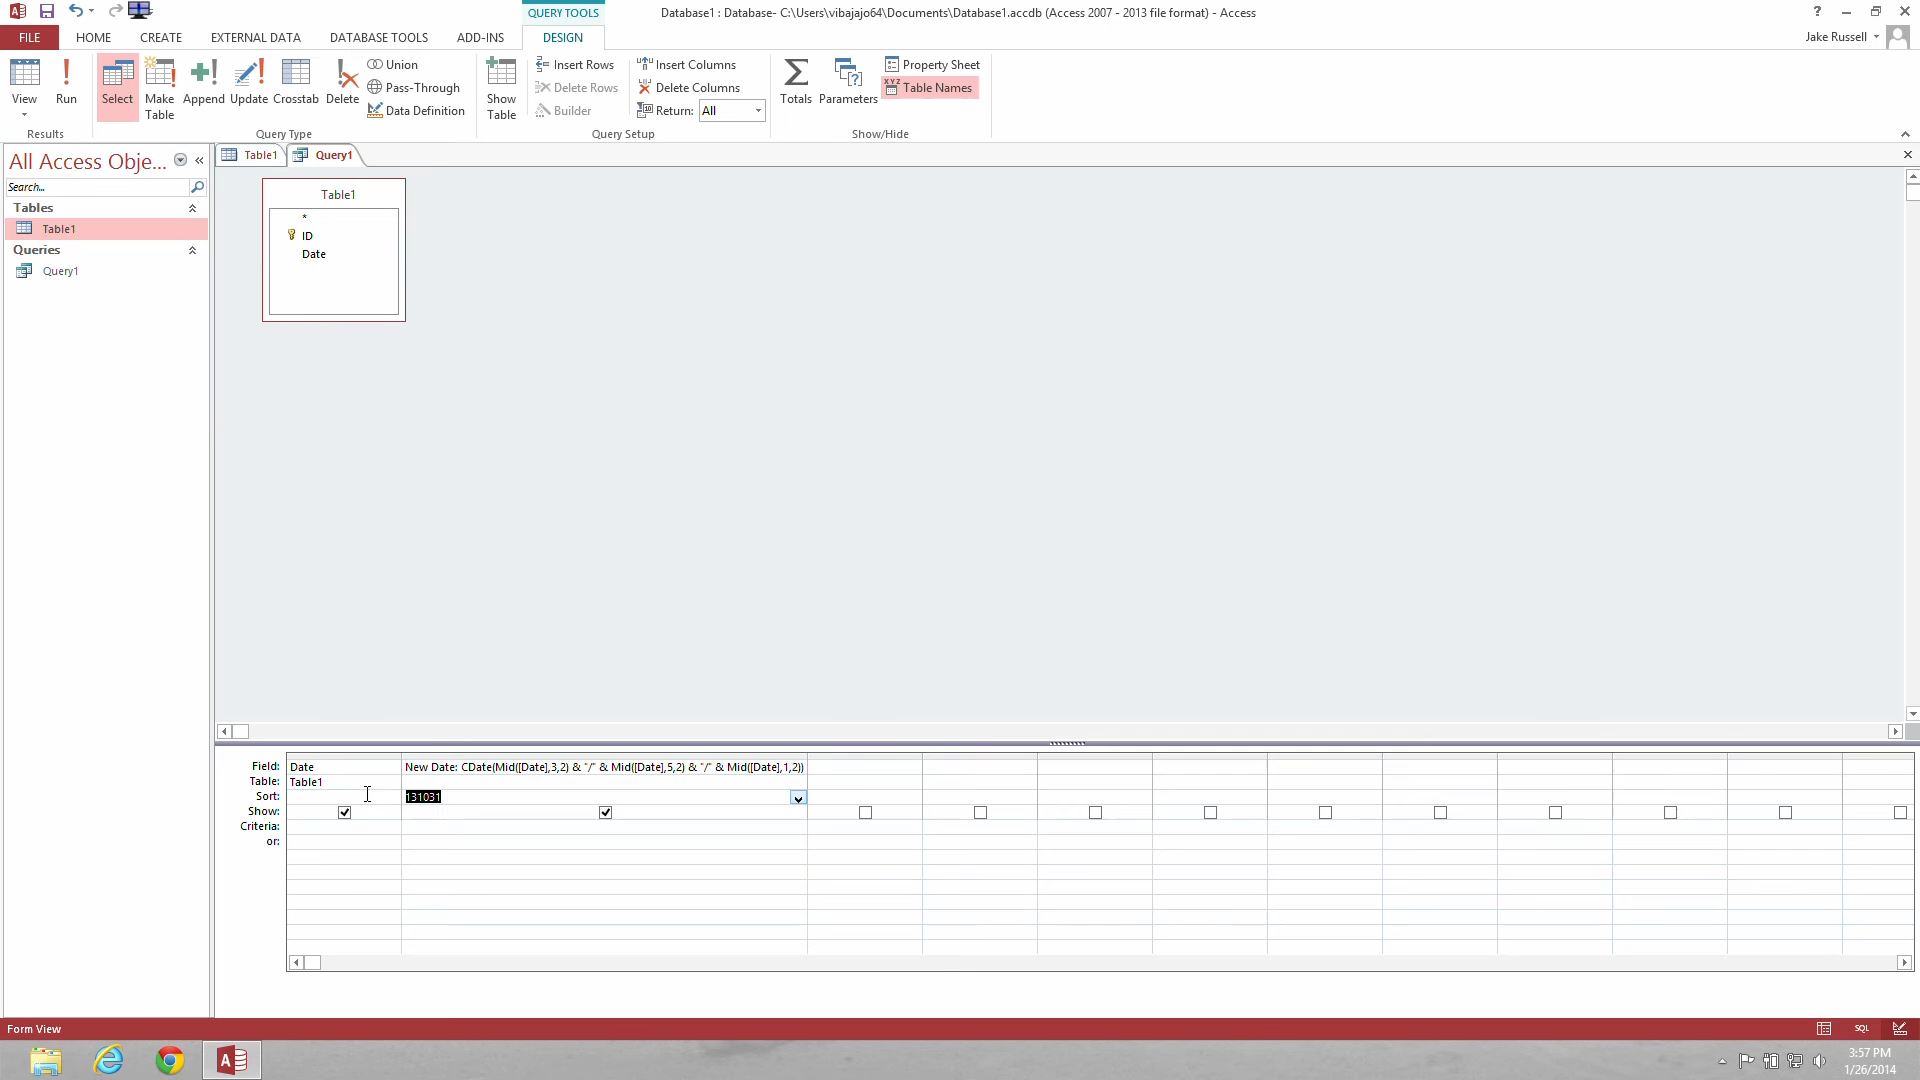 QUERY TOOLS
Database1 : Database- C:\Users\vibajajo64\Documents\Database1.accdb (Access 2007 - 2013 file format) - Access
?
FILE HOME CREATE EXTERNAL DATA DATABASE TOOLS ADD-INS DESIGN
Jake Russell
View
Run
Select
Make Table
Append
Update
Crosstab
Delete
Union
Pass-Through
Data Definition
Show Table
Insert Rows
Delete Rows
Builder
Insert Columns
Delete Columns
Return: All
Totals
Parameters
Property Sheet
Table Names
Results
Query Type
Query Setup
Show/Hide
All Access Obje...
Search...
Tables
Table1
Queries
Query1
Table1
Query1
Table1
*
ID
Date
Field: Date New Date: CDate(Mid([Date],3,2) & "/" & Mid([Date],5,2) & "/" & Mid([Date],1,2))
Table: Table1
Sort: 131031
Show:
Criteria:
or:
Form View
SQL
3:57 PM
1/26/2014